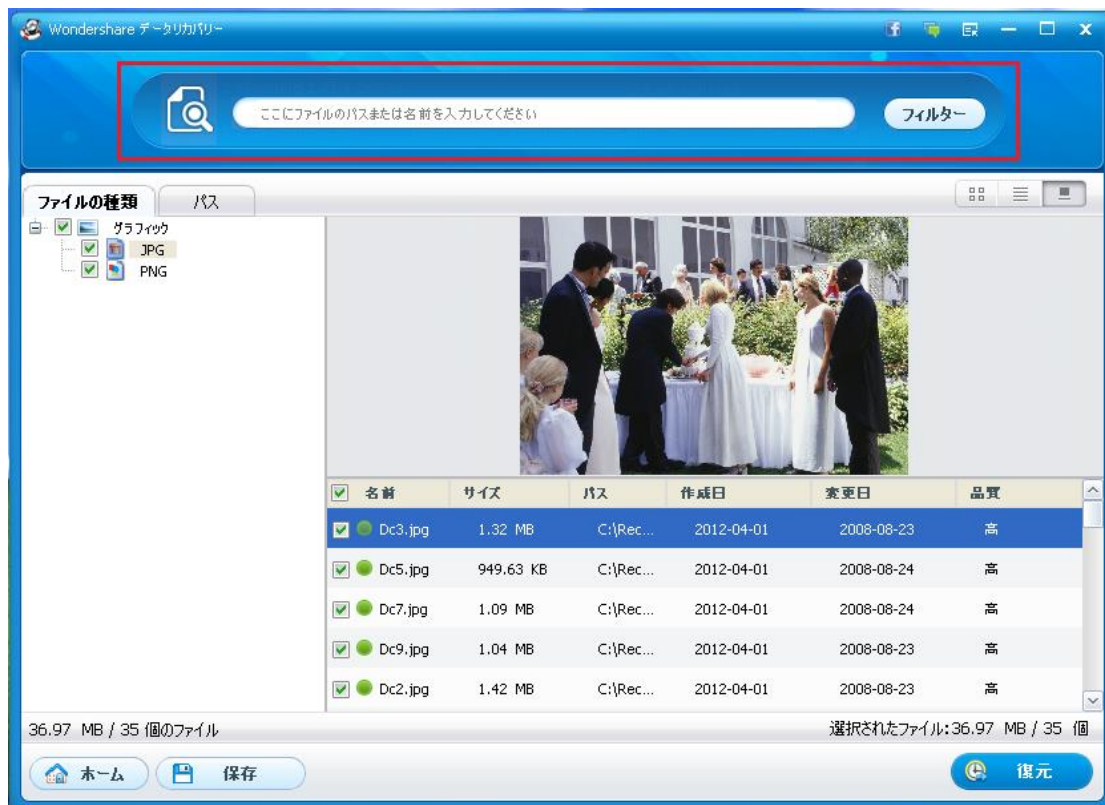 Wondershare データリカバリー
ここにファイルのパスまたは名前を入力してください
フィルター
ファイルの種類 パス
グラフィック
JPG
PNG
名前 サイズ パス 作成日 変更日 品質
Dc3.jpg 1.32 MB C:\Rec... 2012-04-01 2008-08-23 高
Dc5.jpg 949.63 KB C:\Rec... 2012-04-01 2008-08-24 高
Dc7.jpg 1.09 MB C:\Rec... 2012-04-01 2008-08-24 高
Dc9.jpg 1.04 MB C:\Rec... 2012-04-01 2008-08-23 高
Dc2.jpg 1.42 MB C:\Rec... 2012-04-01 2008-08-23 高
36.97 MB / 35 個のファイル 選択されたファイル:36.97 MB / 35 個
ホーム 保存 復元